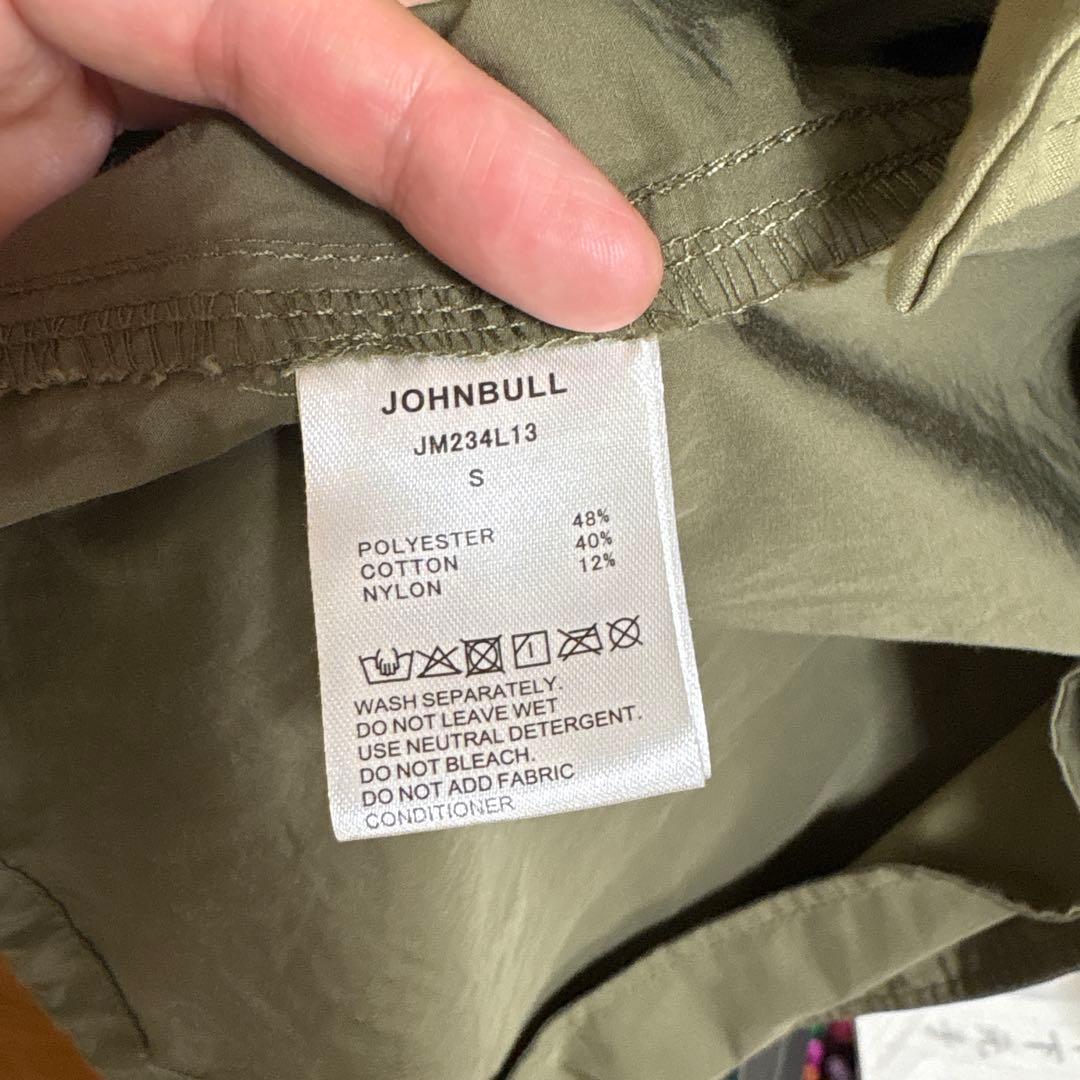 JOHNBULL
JM234L13
S
POLYESTER 48%
COTTON 40%
NYLON 12%
WASH SEPARATELY.
DO NOT LEAVE WET
USE NEUTRAL DETERGENT.
DO NOT BLEACH.
DO NOT ADD FABRIC
CONDITIONER